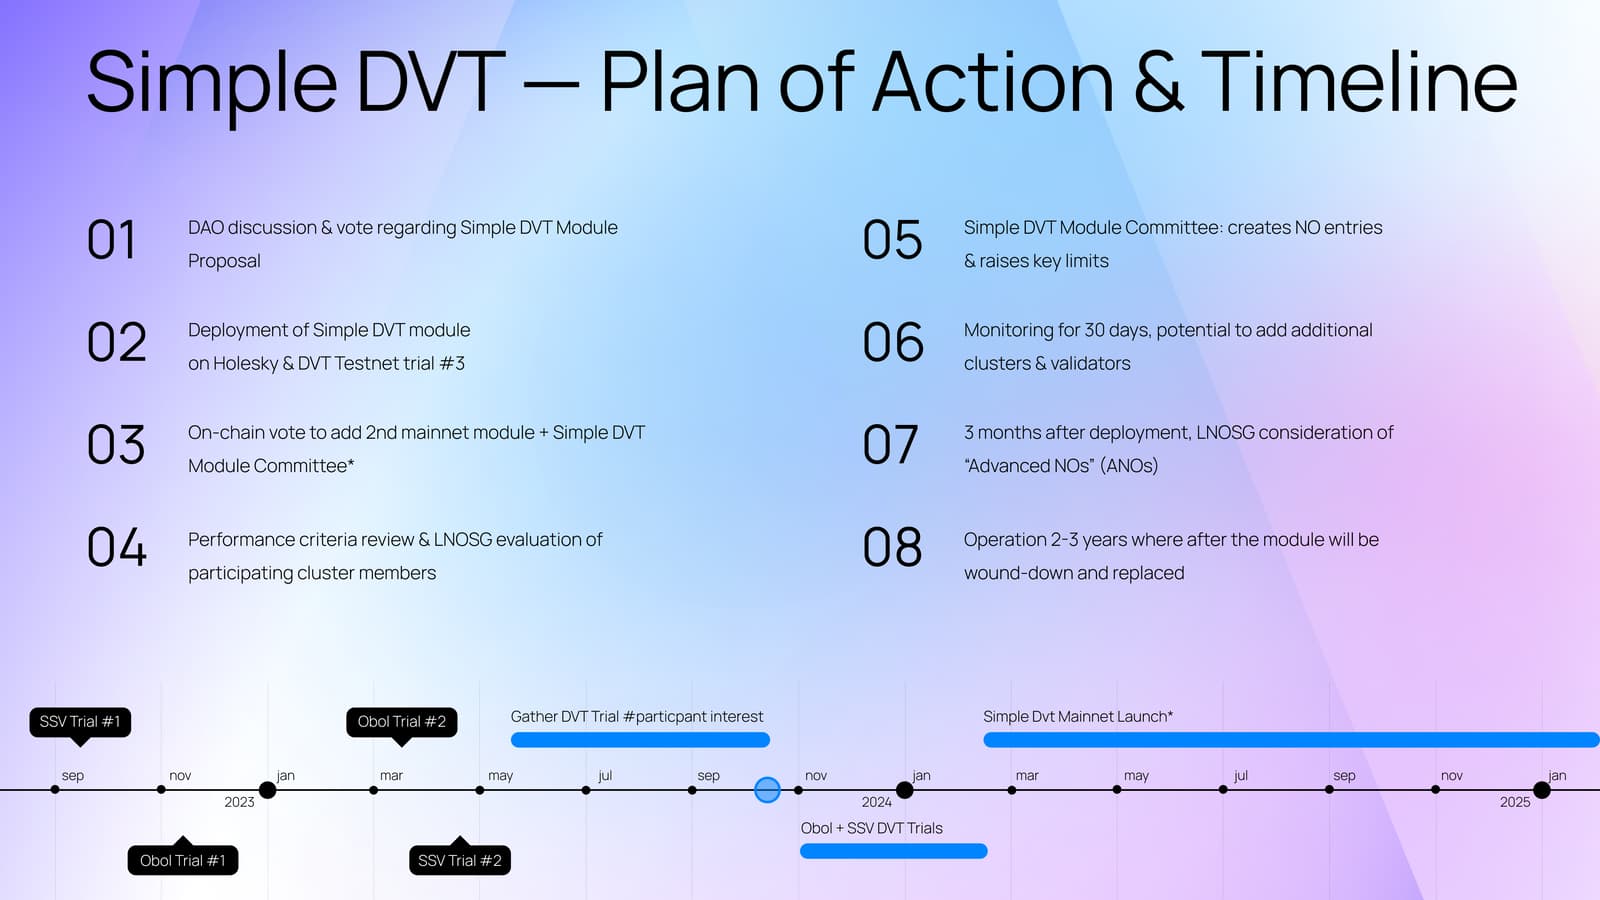 Simple DVT — Plan of Action & Timeline
01
DAO discussion & vote regarding Simple DVT Module
Proposal
02
Deployment of Simple DVT module
on Holesky & DVT Testnet trial #3
03
On-chain vote to add 2nd mainnet module + Simple DVT
Module Committee*
04
Performance criteria review & LNOSG evaluation of
participating cluster members
05
Simple DVT Module Committee: creates NO entries
& raises key limits
06
Monitoring for 30 days, potential to add additional
clusters & validators
07
3 months after deployment, LNOSG consideration of
“Advanced NOs” (ANOs)
08
Operation 2-3 years where after the module will be
wound-down and replaced
SSV Trial #1
Obol Trial #2
Gather DVT Trial #particpant interest
Simple Dvt Mainnet Launch*
sep nov jan mar may jul sep nov jan mar may jul sep nov jan
2023 2024 2025
Obol + SSV DVT Trials
Obol Trial #1
SSV Trial #2